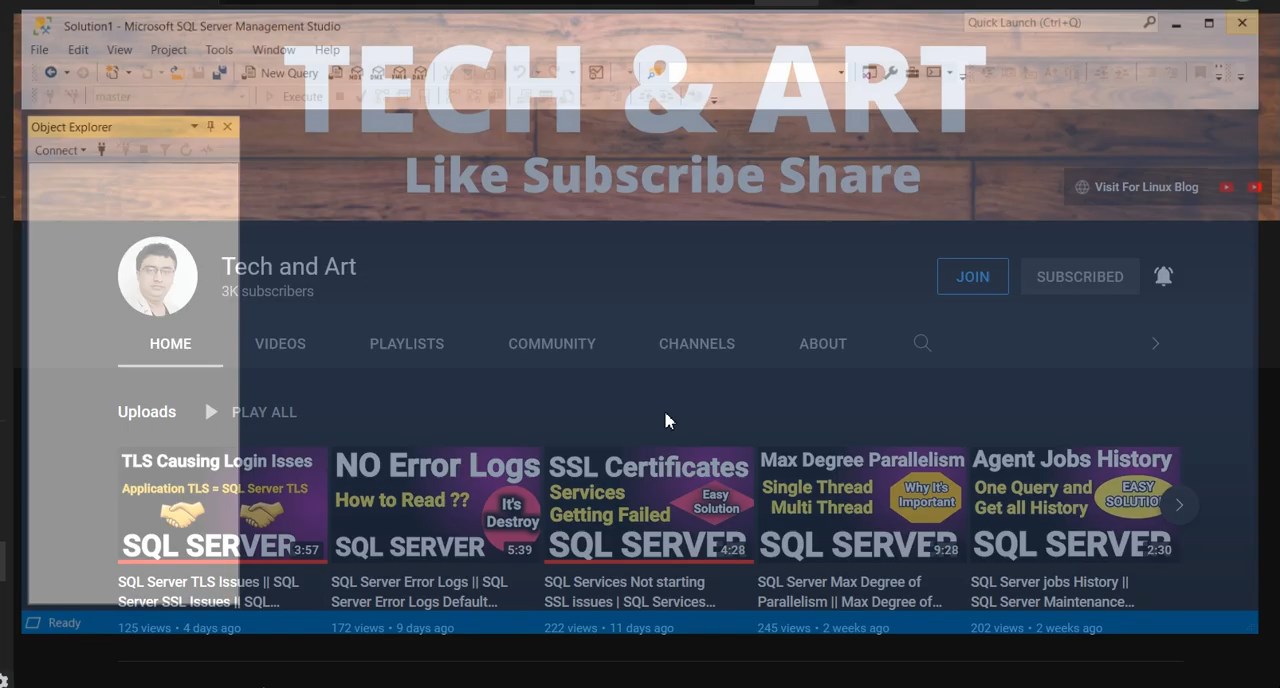 Solution1 - Microsoft SQL Server Management Studio
Quick Launch (Ctrl+Q)
File Edit View Project Tools Window Help
New Query
master
Execute
TECH & ART
Like Subscribe Share
Object Explorer
Connect
Visit For Linux Blog
Tech and Art
3K subscribers
JOIN
SUBSCRIBED
HOME VIDEOS PLAYLISTS COMMUNITY CHANNELS ABOUT
Uploads PLAY ALL
TLS Causing Login Isses
Application TLS = SQL Server TLS
SQL SERVER
3:57
NO Error Logs
How to Read ??
It's
Destroy
SQL SERVER
5:39
SSL Certificates
Services
Getting Failed
Easy
Solution
SQL SERVER
4:28
Max Degree Parallelism
Single Thread
Multi Thread
Why It's
Important
SQL SERVER
9:28
Agent Jobs History
One Query and
Get all History
EASY
SQL SERVER
2:30
SQL Server TLS Issues || SQL
Server SSL Issues || SQL...
125 views • 4 days ago
SQL Server Error Logs || SQL
Server Error Logs Default...
172 views • 9 days ago
SQL Services Not starting
SSL issues | SQL Services...
222 views • 11 days ago
SQL Server Max Degree of
Parallelism || Max Degree of...
245 views • 2 weeks ago
SQL Server jobs History ||
SQL Server Maintenance...
202 views • 2 weeks ago
Ready